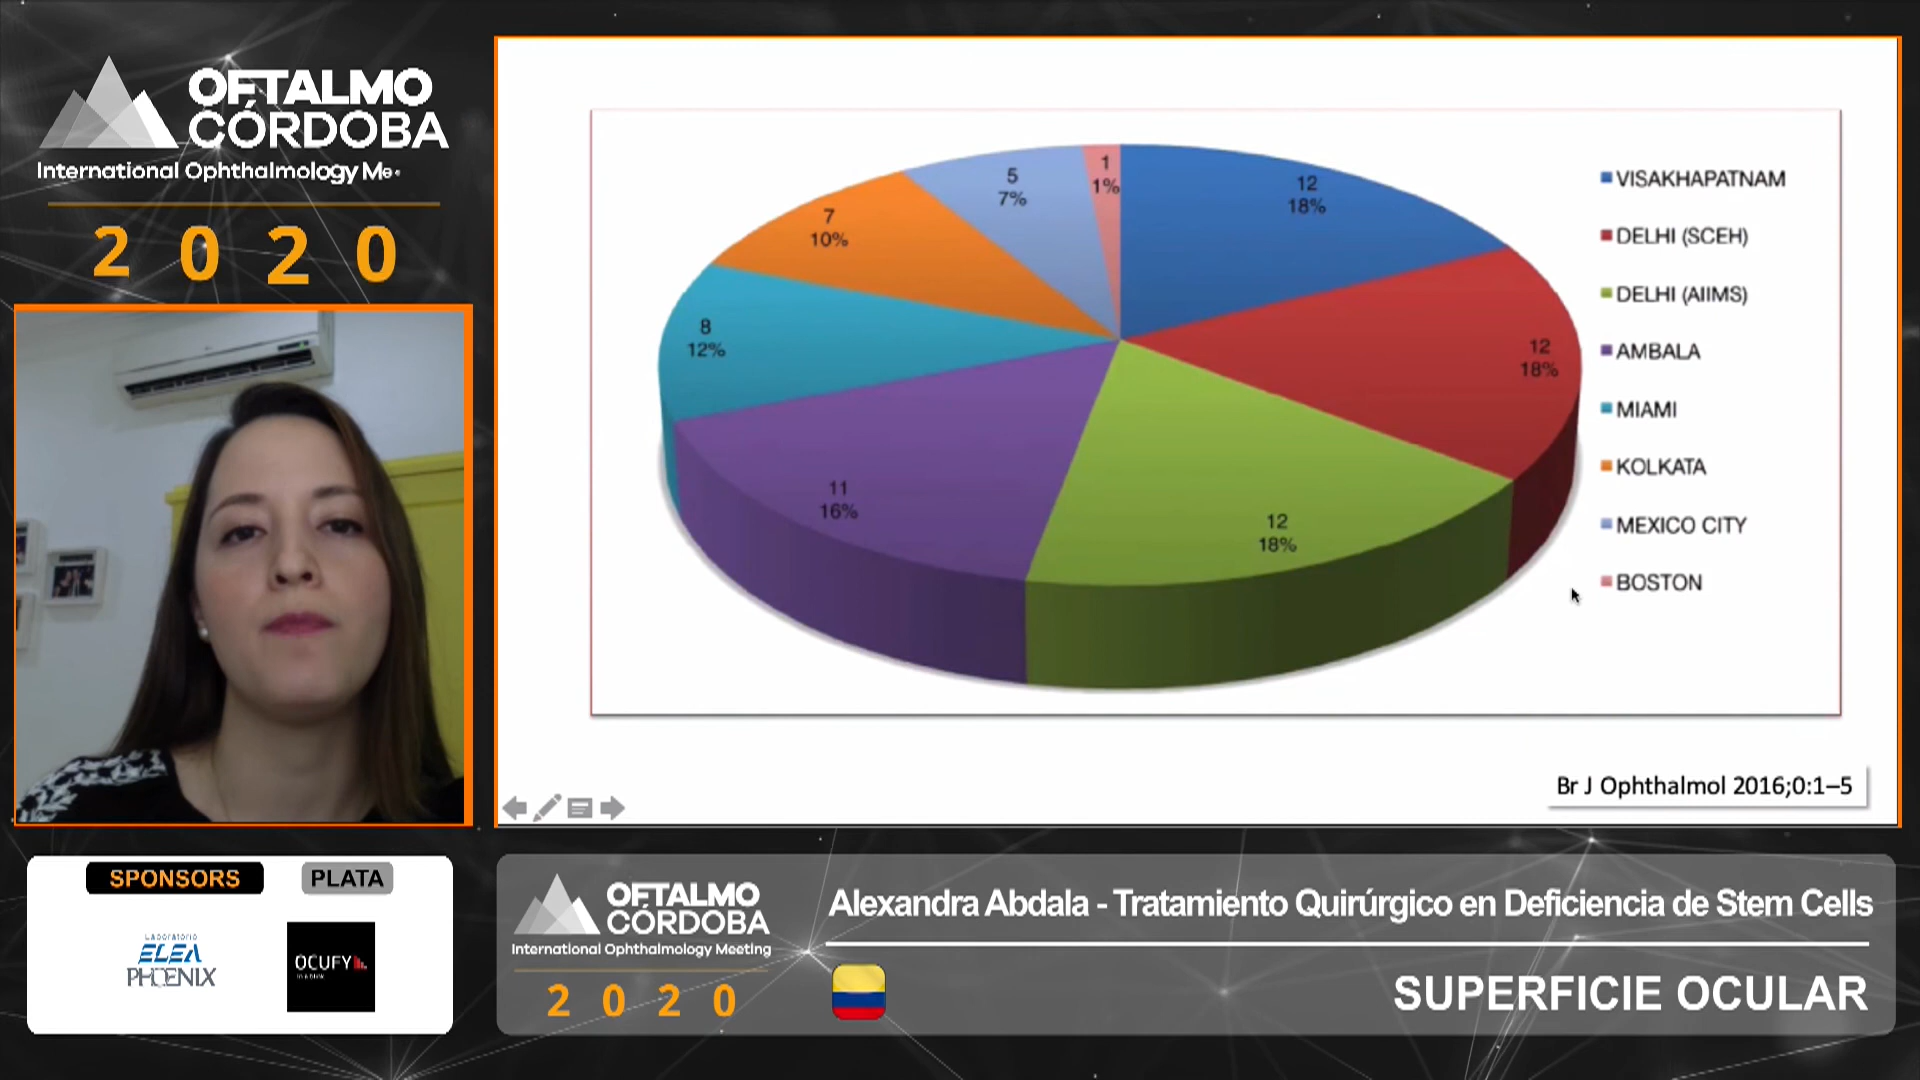 OFTALMO
CÓRDOBA
International Ophthalmology Me
2 0 2 0
5
7%
1
1%
12
18%
7
10%
8
12%
12
18%
11
16%
12
18%
VISAKHAPATNAM
DELHI (SCEH)
DELHI (AIIMS)
AMBALA
MIAMI
KOLKATA
MEXICO CITY
BOSTON
Br J Ophthalmol 2016;0:1–5
SPONSORS
PLATA
Laboratorio
ELEA
PHOENIX
OCUFY
OFTALMO
CÓRDOBA
International Ophthalmology Meeting
2 0 2 0
Alexandra Abdala - Tratamiento Quirúrgico en Deficiencia de Stem Cells
SUPERFICIE OCULAR